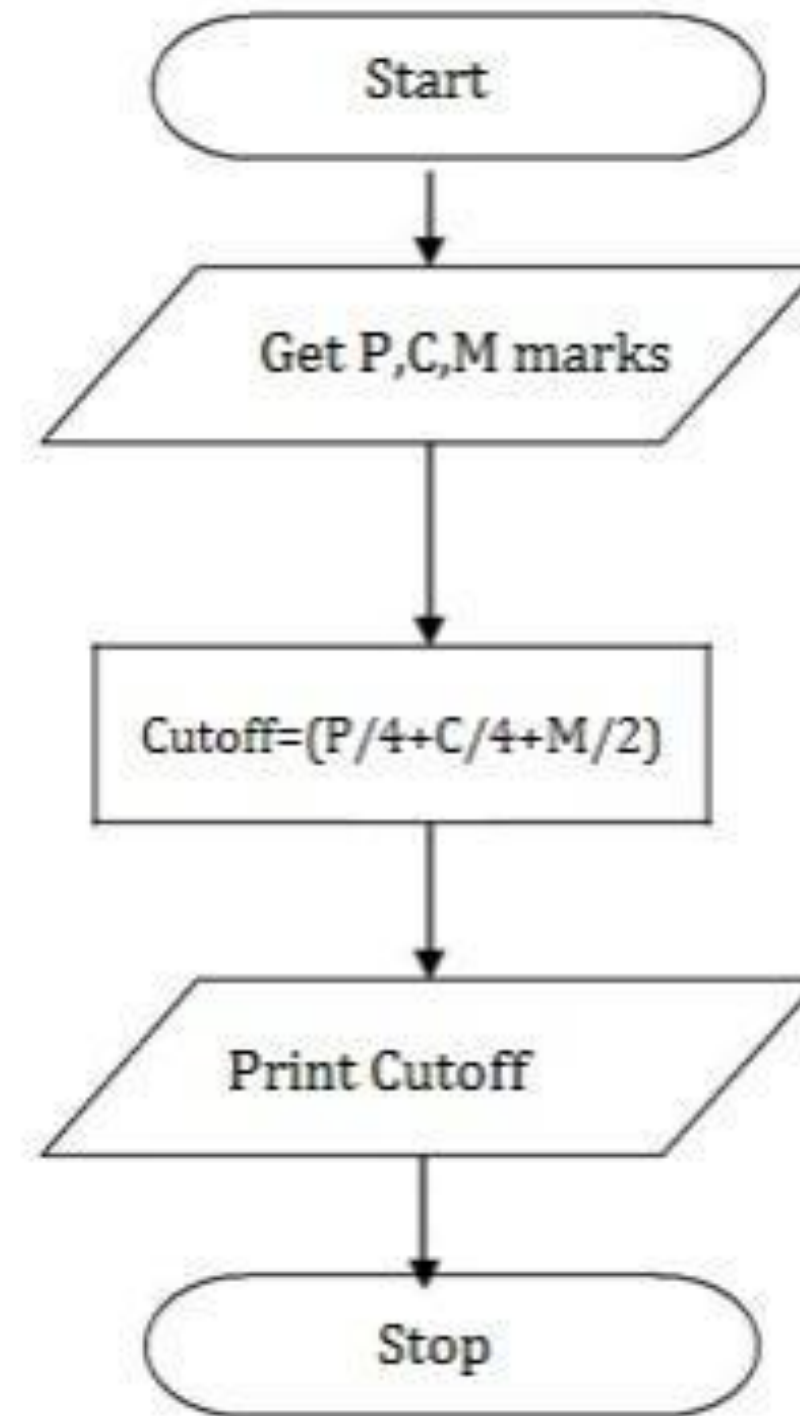 Start
Get P,C,M marks
Cutoff=(P/4+C/4+M/2)
Print Cutoff
Stop